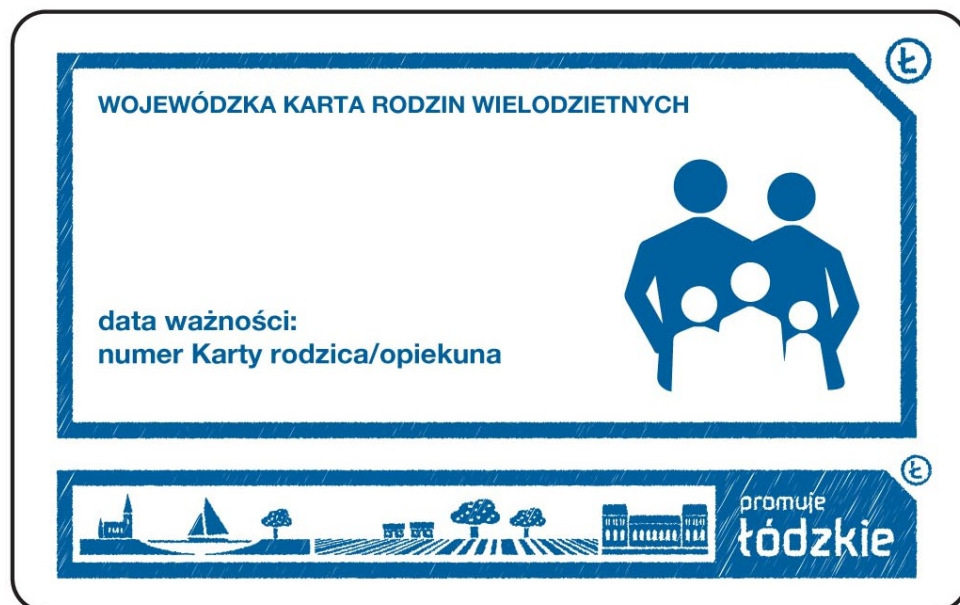 Ł
WOJEWÓDZKA KARTA RODZIN WIELODZIETNYCH
data ważności:
numer Karty rodzica/opiekuna
Ł
promuje
łódzkie